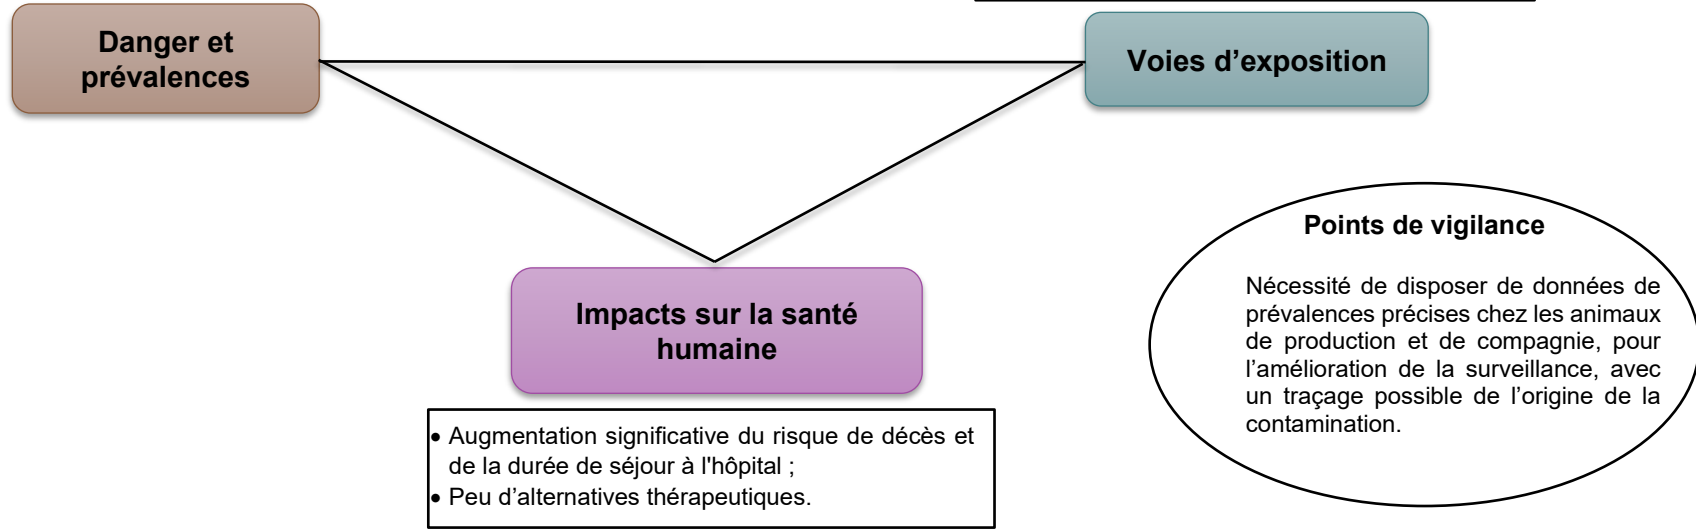 Danger et
prévalences
Voies d’exposition
Points de vigilance
Nécessité de disposer de données de
prévalences précises chez les animaux
de production et de compagnie, pour
l’amélioration de la surveillance, avec
un traçage possible de l’origine de la
contamination.
Impacts sur la santé
humaine
• Augmentation significative du risque de décès et
de la durée de séjour à l'hôpital ;
• Peu d’alternatives thérapeutiques.